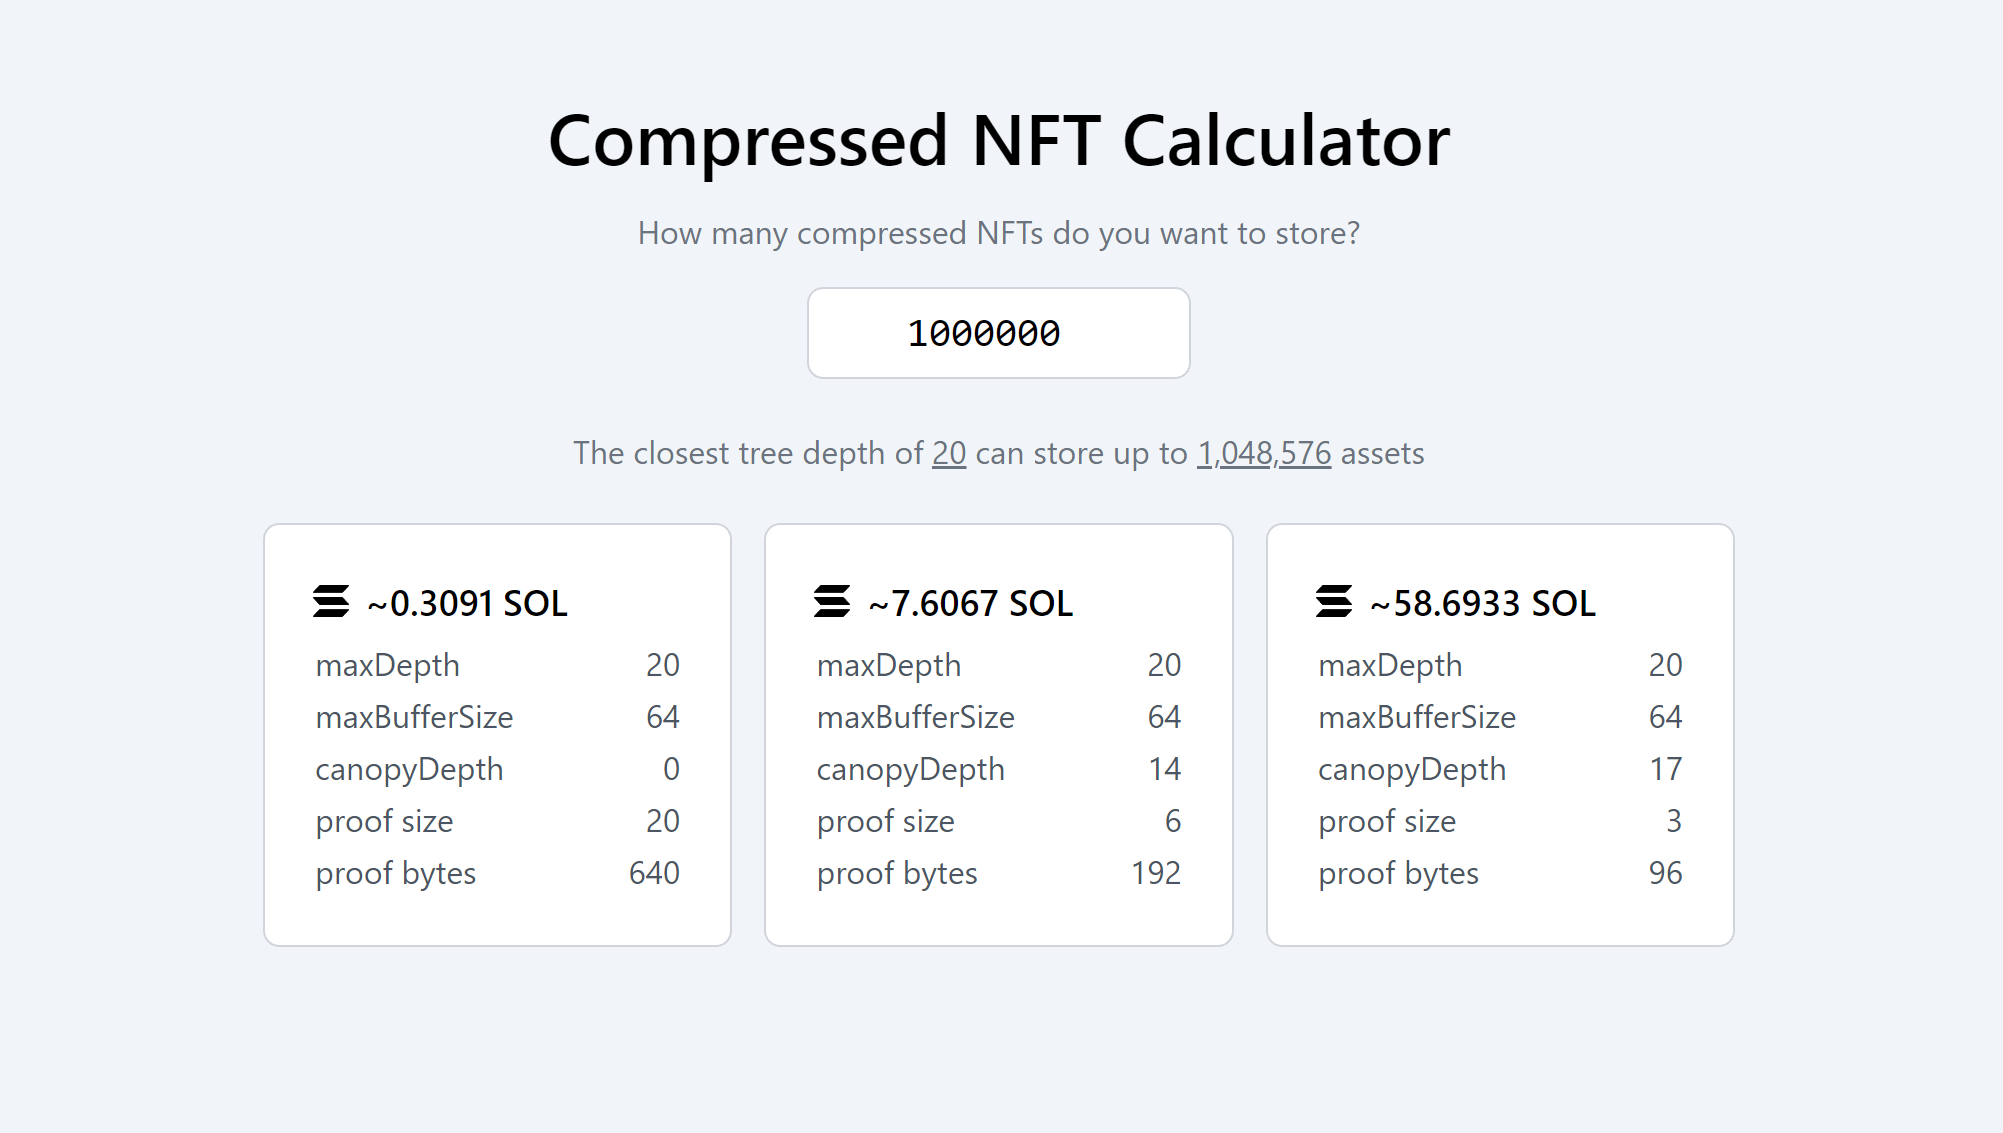 Compressed NFT Calculator
How many compressed NFTs do you want to store?
1000000
The closest tree depth of 20 can store up to 1,048,576 assets
~0.3091 SOL
maxDepth 20
maxBufferSize 64
canopyDepth 0
proof size 20
proof bytes 640
~7.6067 SOL
maxDepth 20
maxBufferSize 64
canopyDepth 14
proof size 6
proof bytes 192
~58.6933 SOL
maxDepth 20
maxBufferSize 64
canopyDepth 17
proof size 3
proof bytes 96